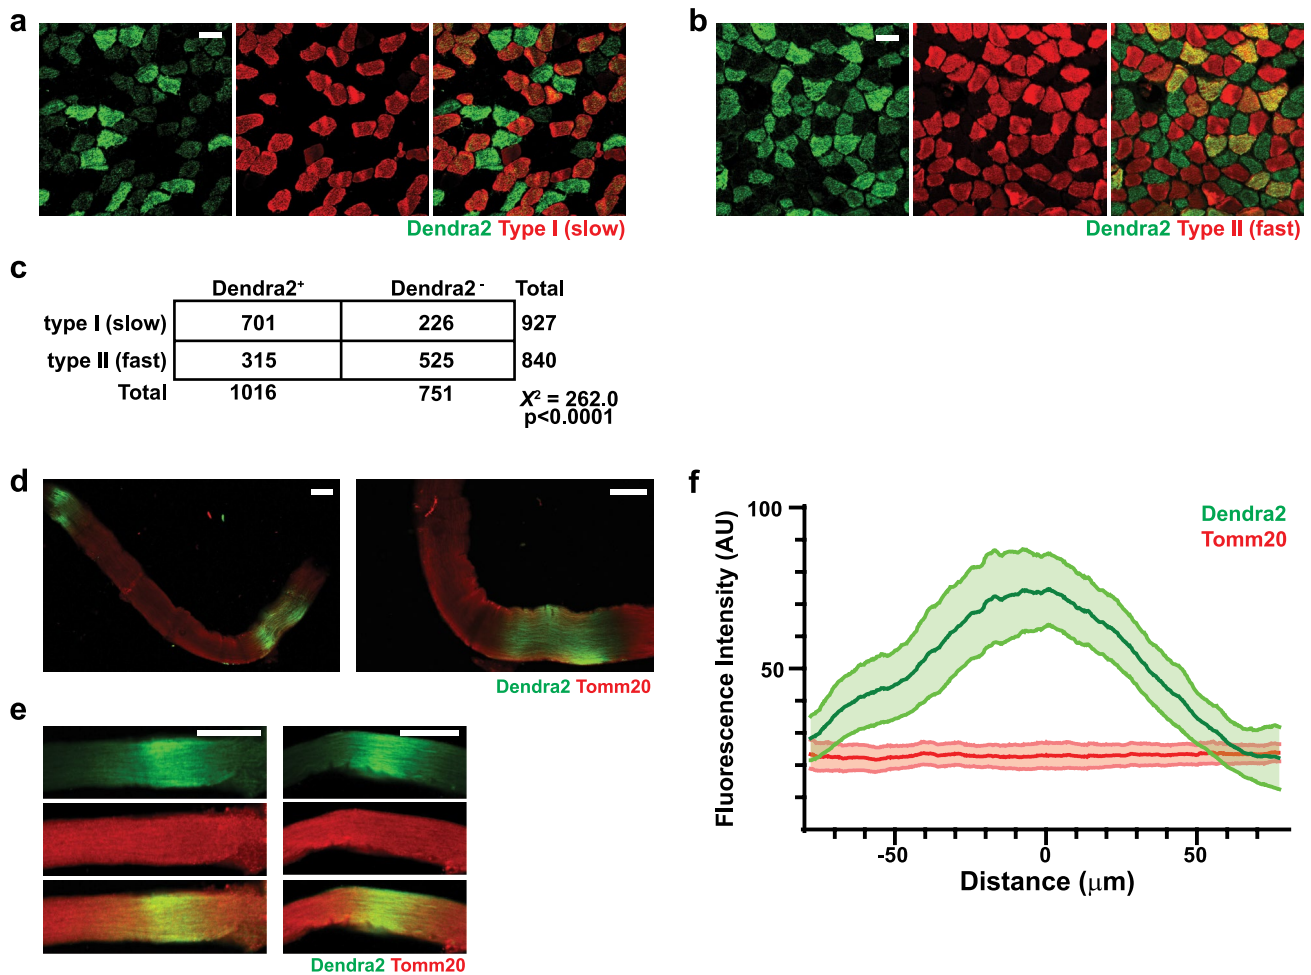 a
b
Dendra2 Type I (slow)
Dendra2 Type II (fast)
c
Dendra2⁺ Dendra2⁻ Total
type I (slow) 701 226 927
type II (fast) 315 525 840
Total 1016 751
X² = 262.0
p<0.0001
d
Dendra2 Tomm20
e
Dendra2 Tomm20
f
Dendra2
Tomm20
Fluorescence Intensity (AU)
100
50
-50 0 50
Distance (μm)